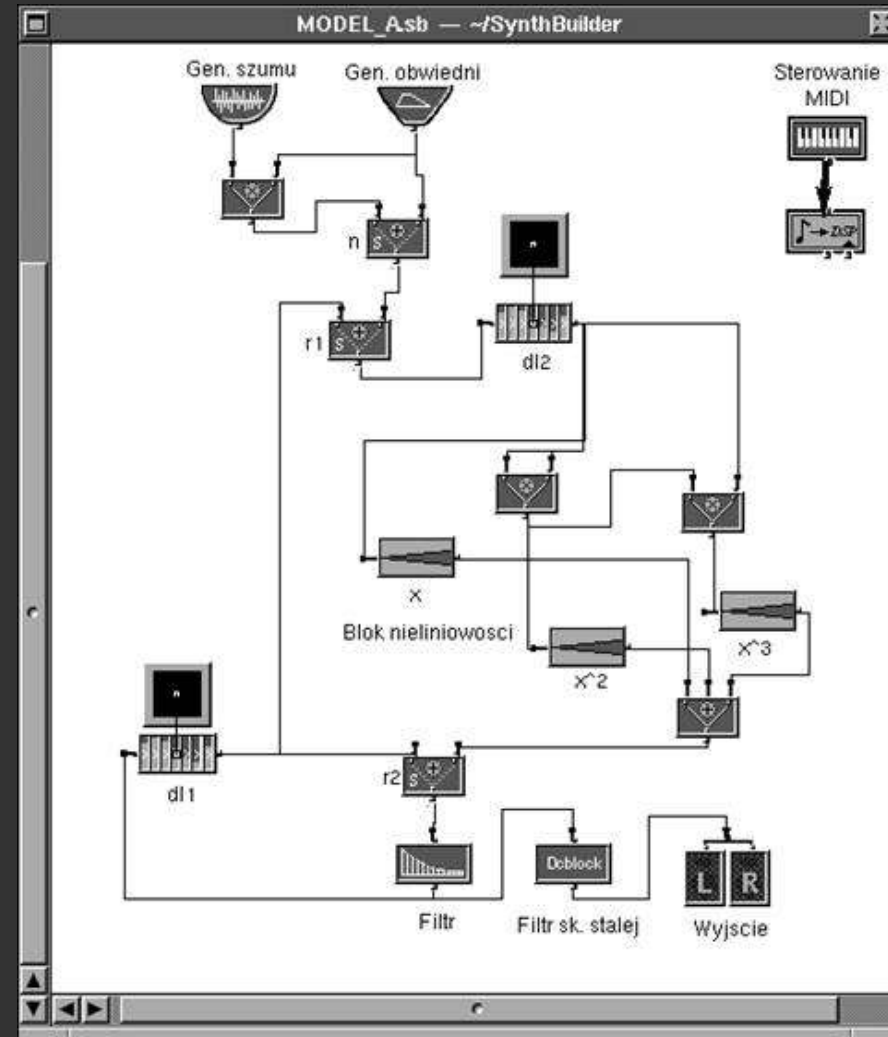 MODEL_A.sb — ~/SynthBuilder
Gen. szumu
Gen. obwiedni
Sterowanie
MIDI
n
S
n
DSP
r1
S
dl2
x
Blok nieliniowosci
x^3
x^2
n
dl1
r2
S
Dcblock
L
R
Filtr
Filtr sk. stalej
Wyjscie